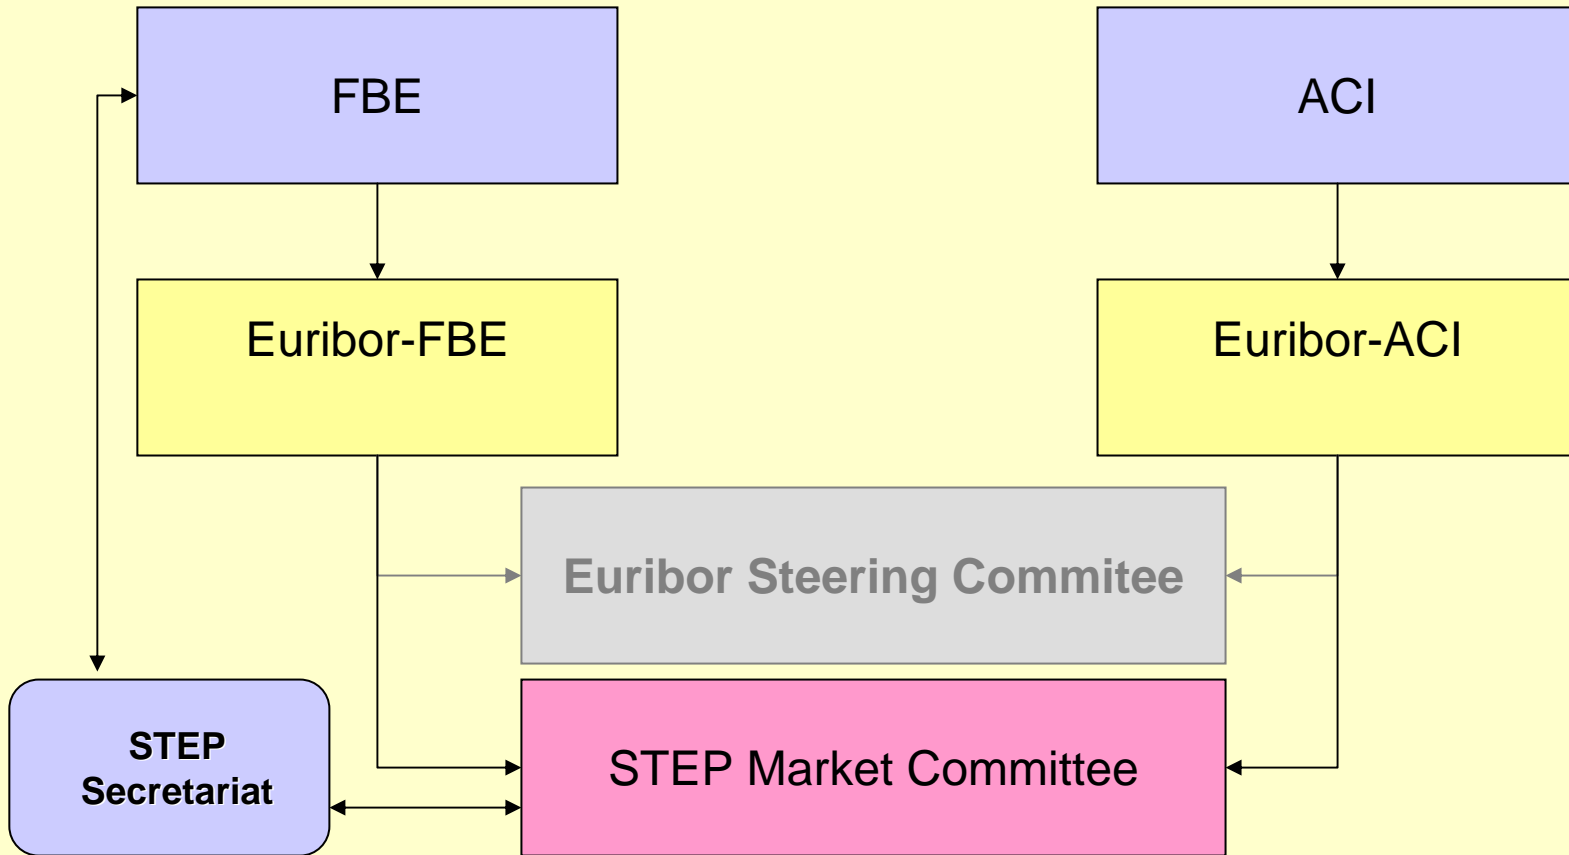 FBE
ACI
Euribor-FBE
Euribor-ACI
Euribor Steering Commitee
STEP
Secretariat
STEP Market Committee